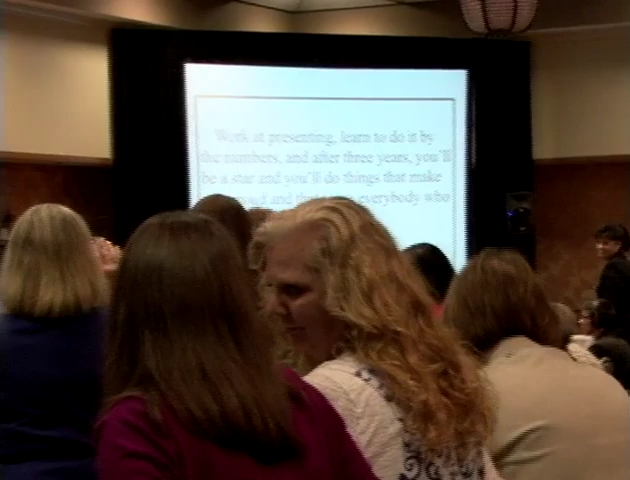 Work at presenting, learn to do it by
the numbers, and after three years, you'll
be a star and you'll do things that make
and everybody who